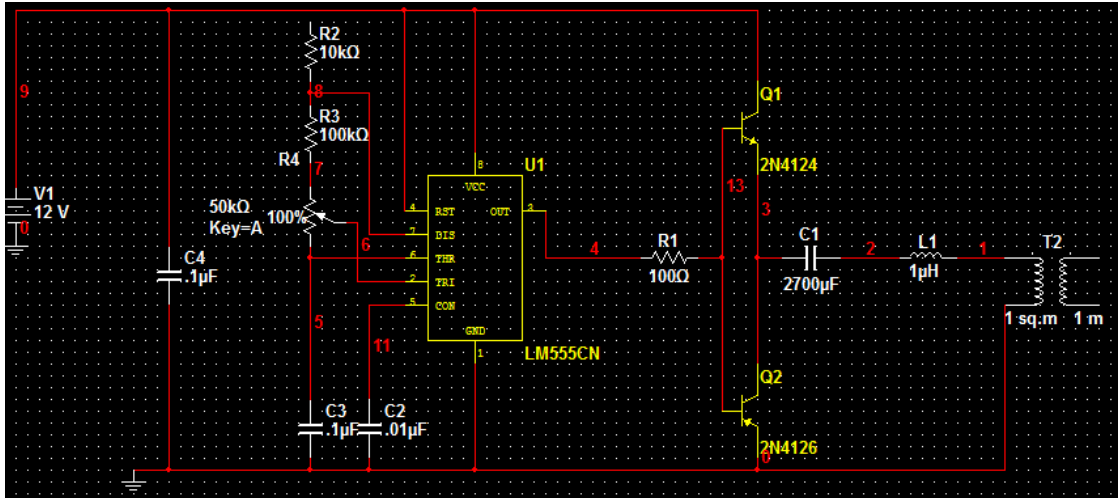 R2
10kΩ
9
8
R3
100kΩ
R4
7
V1
12 V
0
50kΩ
Key=A
100%
6
C4
.1µF
5
11
C3
.1µF
C2
.01µF
U1
8
VCC
4
RST
OUT
3
7
DIS
6
THR
2
TRI
5
CON
GND
1
LM555CN
4
R1
100Ω
Q1
2N4124
13
3
C1
2700µF
2
L1
1µH
1
T2
1 sq.m
1 m
Q2
2N4126
0